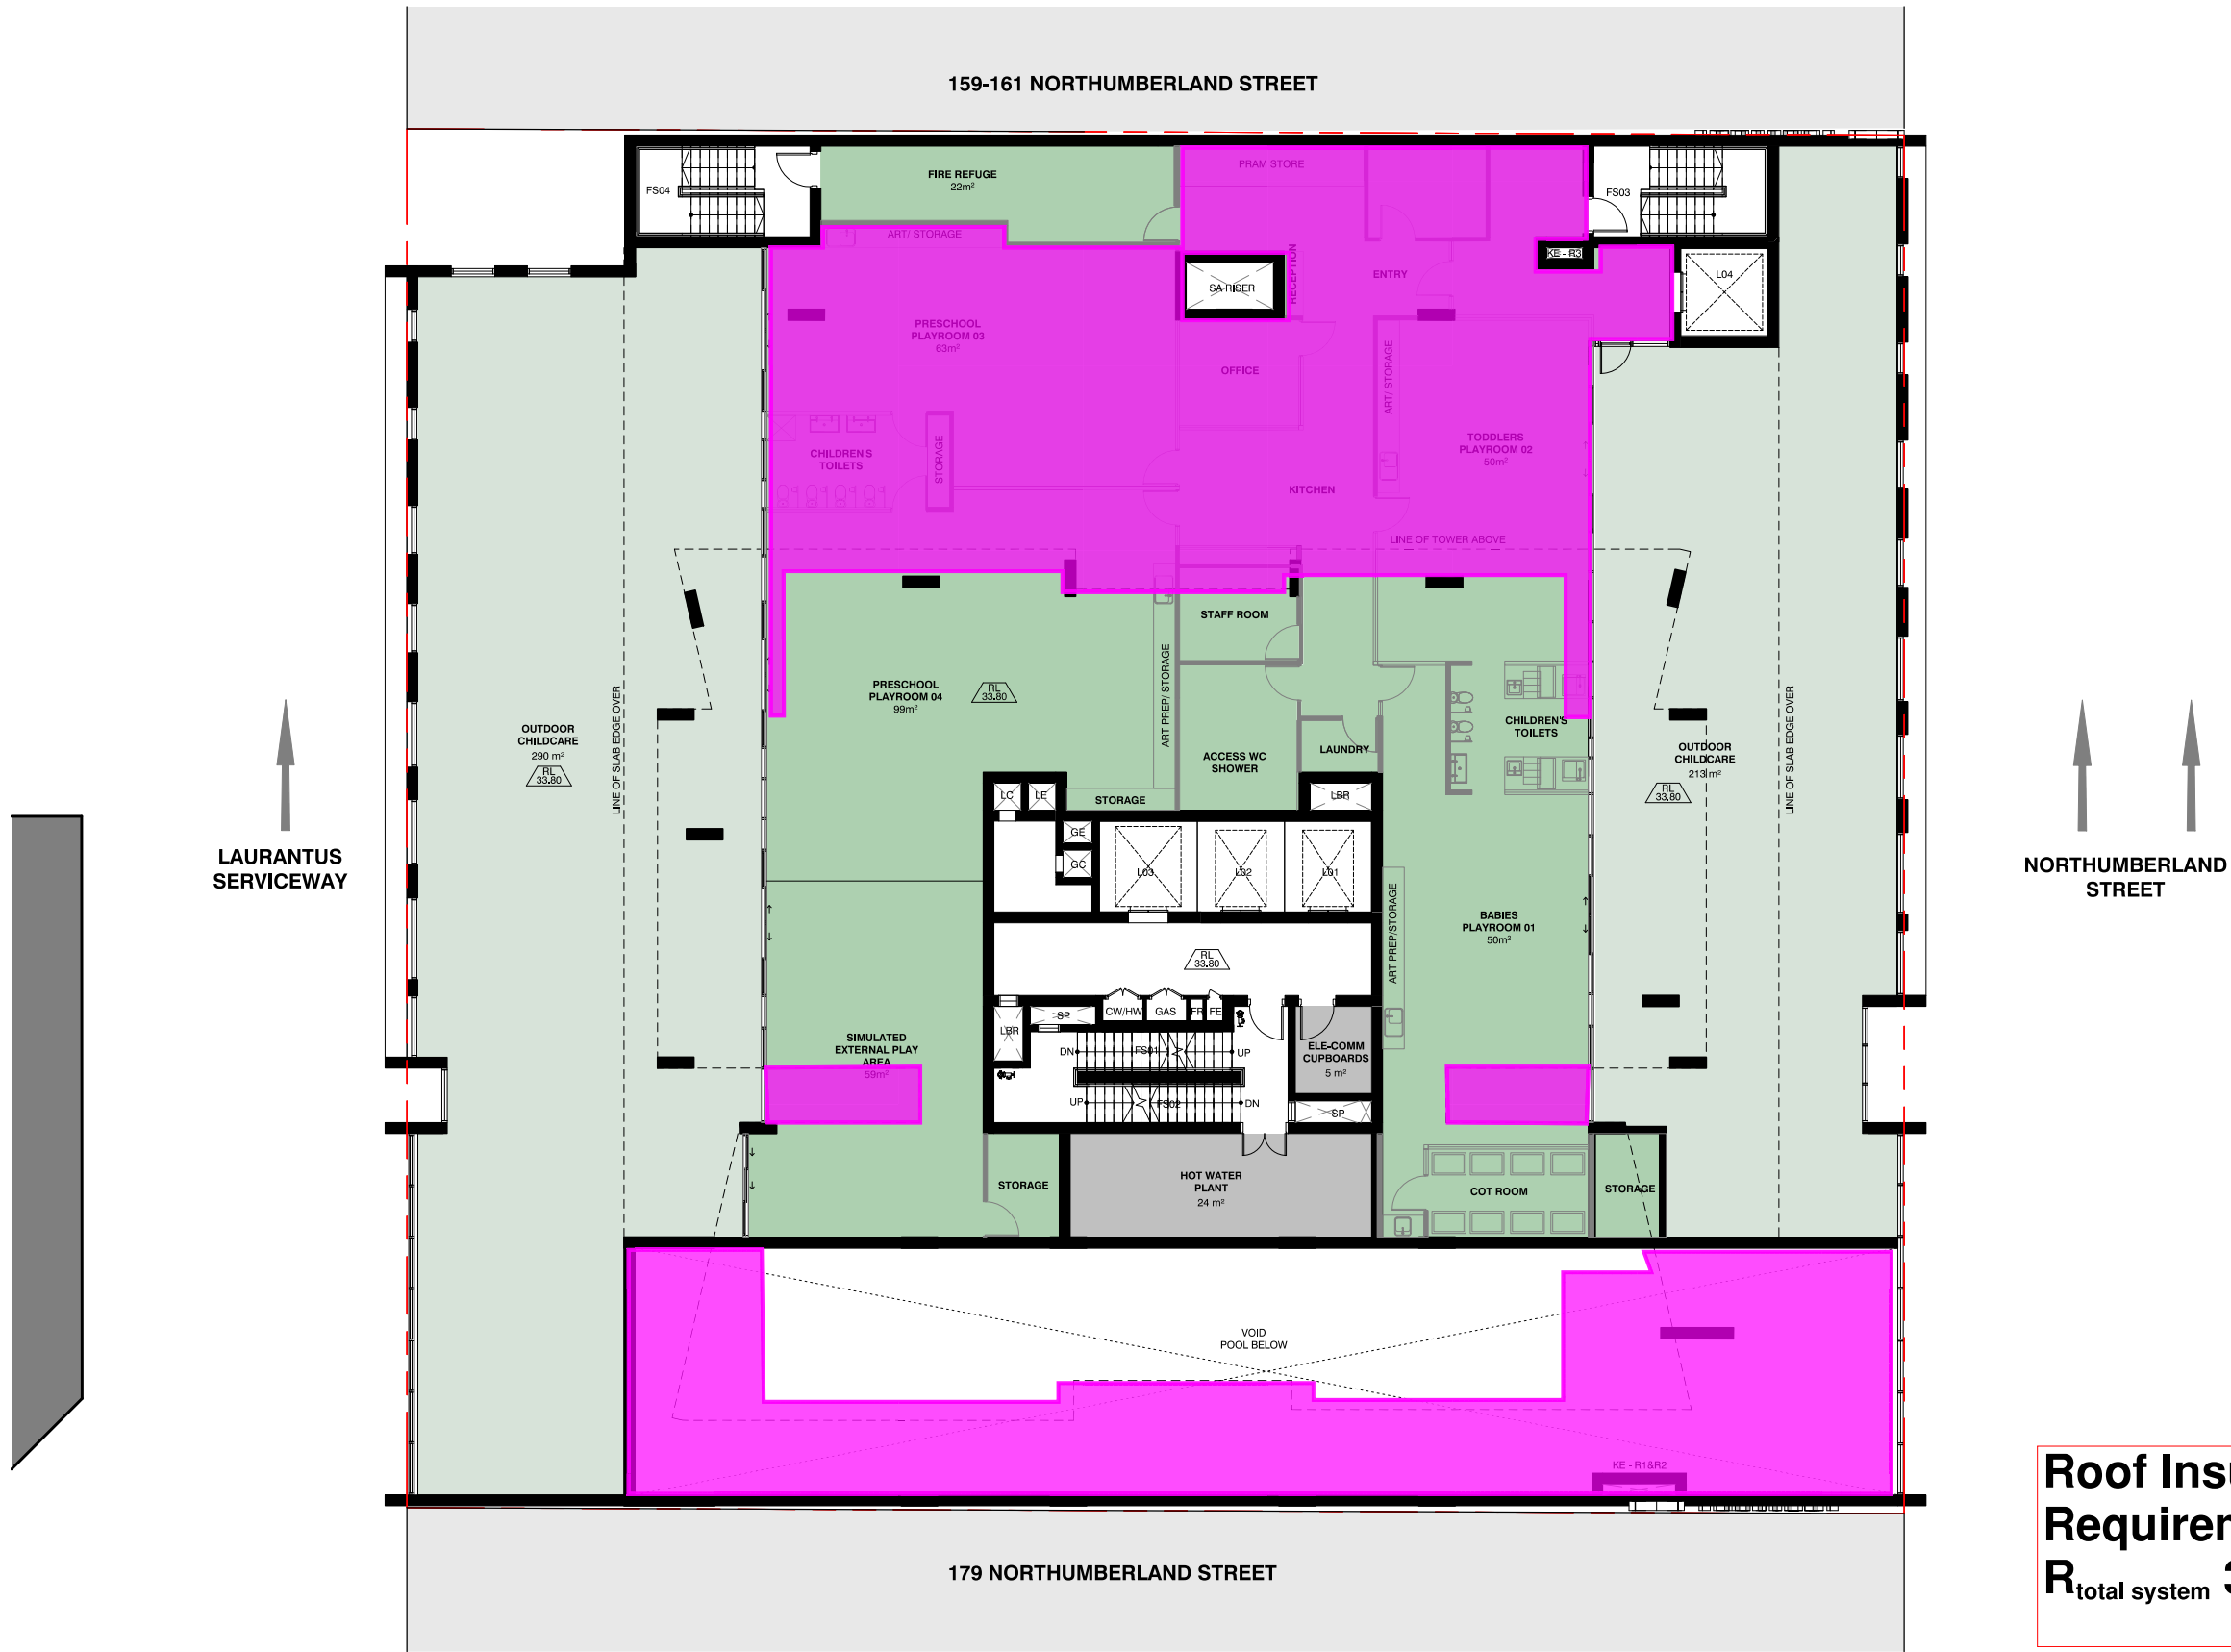 159-161 NORTHUMBERLAND STREET
FS04
FIRE REFUGE
22m²
PRAM STORE
FS03
ART/ STORAGE
KE - R3
L04
SA RISER
RECEPTION
ENTRY
PRESCHOOL
PLAYROOM 03
63m²
OFFICE
ART/ STORAGE
CHILDREN'S
TOILETS
STORAGE
TODDLERS
PLAYROOM 02
50m²
KITCHEN
LINE OF TOWER ABOVE
STAFF ROOM
PRESCHOOL
PLAYROOM 04
99m²
RL
33.80
ART PREP/ STORAGE
OUTDOOR
CHILDCARE
290 m²
RL
33.80
LINE OF SLAB EDGE OVER
ACCESS WC
SHOWER
LAUNDRY
CHILDREN'S
TOILETS
OUTDOOR
CHILDCARE
213 m²
RL
33.80
LINE OF SLAB EDGE OVER
LC
LE
STORAGE
LBR
GE
GC
L03
L02
L01
LAURANTUS
SERVICEWAY
NORTHUMBERLAND
STREET
ART PREP/STORAGE
BABIES
PLAYROOM 01
50m²
RL
33.80
LBR
SP
CW/HW
GAS
FR
FE
SIMULATED
EXTERNAL PLAY
AREA
59m²
DN
FS01
UP
ELE-COMM
CUPBOARDS
5 m²
UP
FS02
DN
SP
STORAGE
HOT WATER
PLANT
24 m²
COT ROOM
STORAGE
VOID
POOL BELOW
KE - R1&R2
179 NORTHUMBERLAND STREET
Roof Insu
Requiren
Rtotal system 3